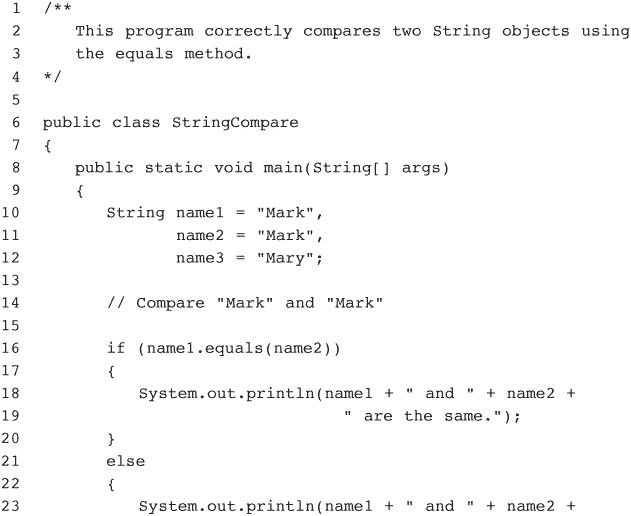 1 /**
2 This program correctly compares two String objects using
3 the equals method.
4 */
5
6 public class StringCompare
7 {
8 public static void main(String[] args)
9 {
10 String name1 = "Mark",
11 name2 = "Mark",
12 name3 = "Mary";
13
14 // Compare "Mark" and "Mark"
15
16 if (name1.equals(name2))
17 {
18 System.out.println(name1 + " and " + name2 +
19 " are the same.");
20 }
21 else
22 {
23 System.out.println(name1 + " and " + name2 +